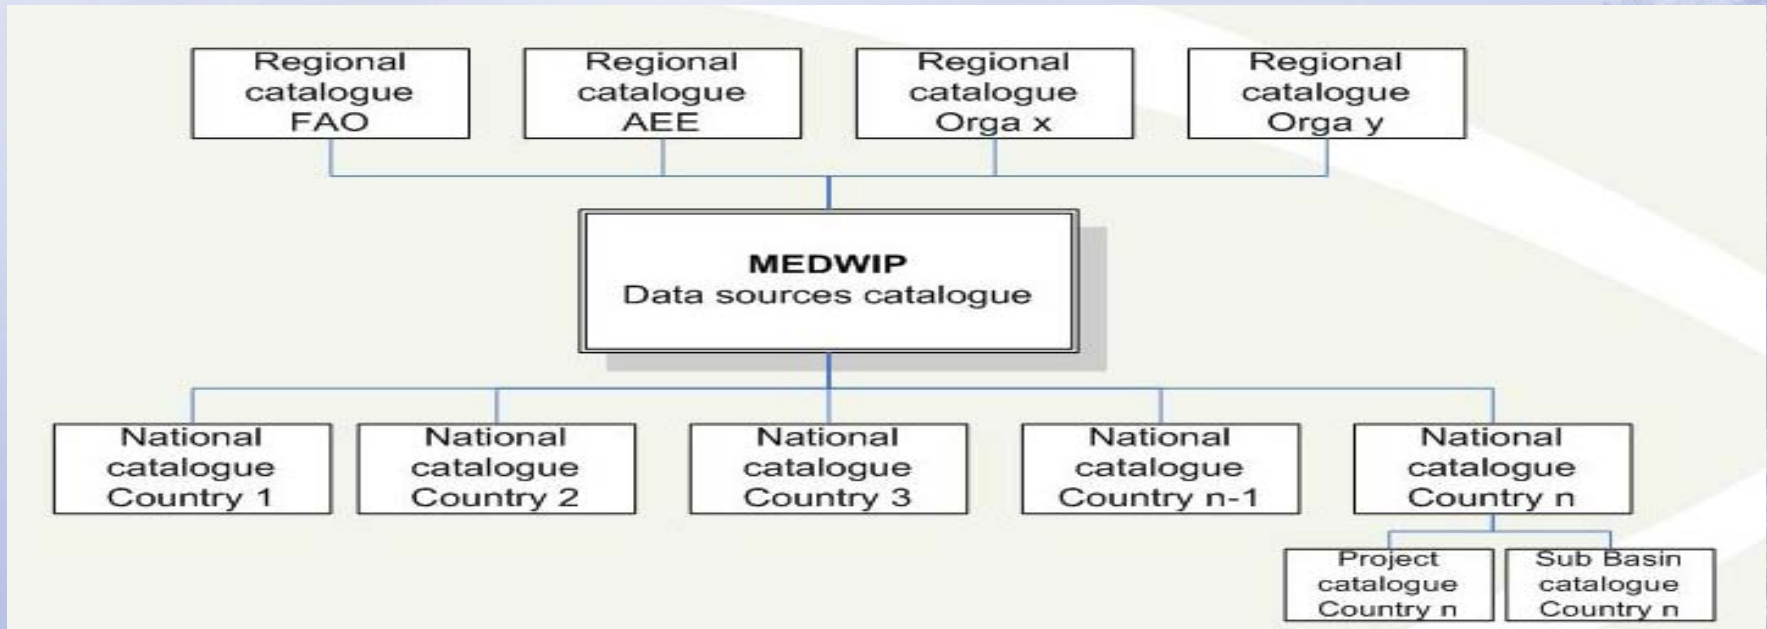 Regional
catalogue
FAO
Regional
catalogue
AEE
Regional
catalogue
Orga x
Regional
catalogue
Orga y
MEDWIP
Data sources catalogue
National
catalogue
Country 1
National
catalogue
Country 2
National
catalogue
Country 3
National
catalogue
Country n-1
National
catalogue
Country n
Project
catalogue
Country n
Sub Basin
catalogue
Country n